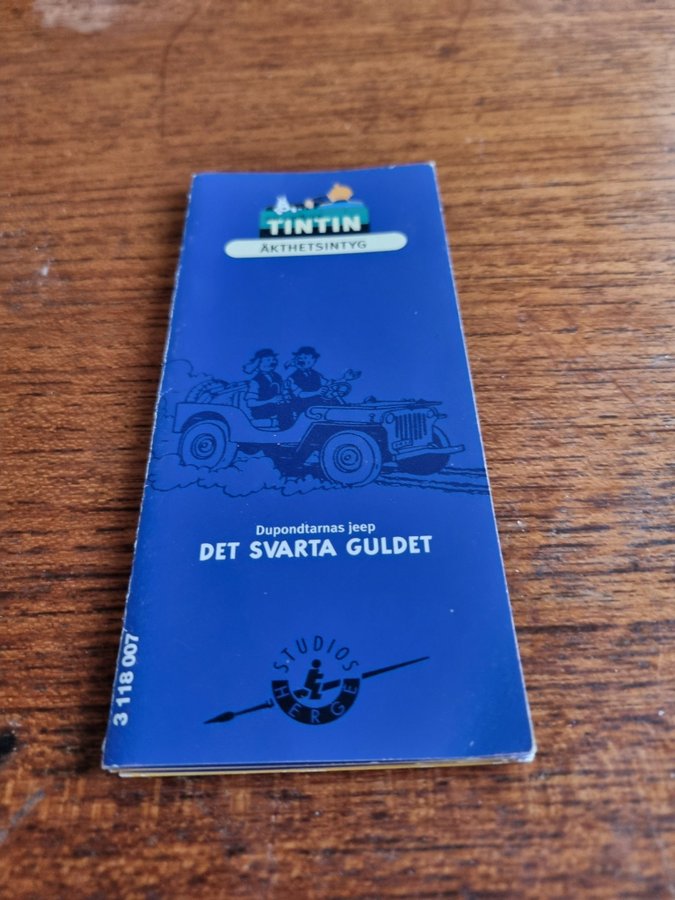 TINTIN
ÄKTHETSINTYG
Dupondtarnas jeep
DET SVARTA GULDET
STUDIOS
HERGE
3 118 007